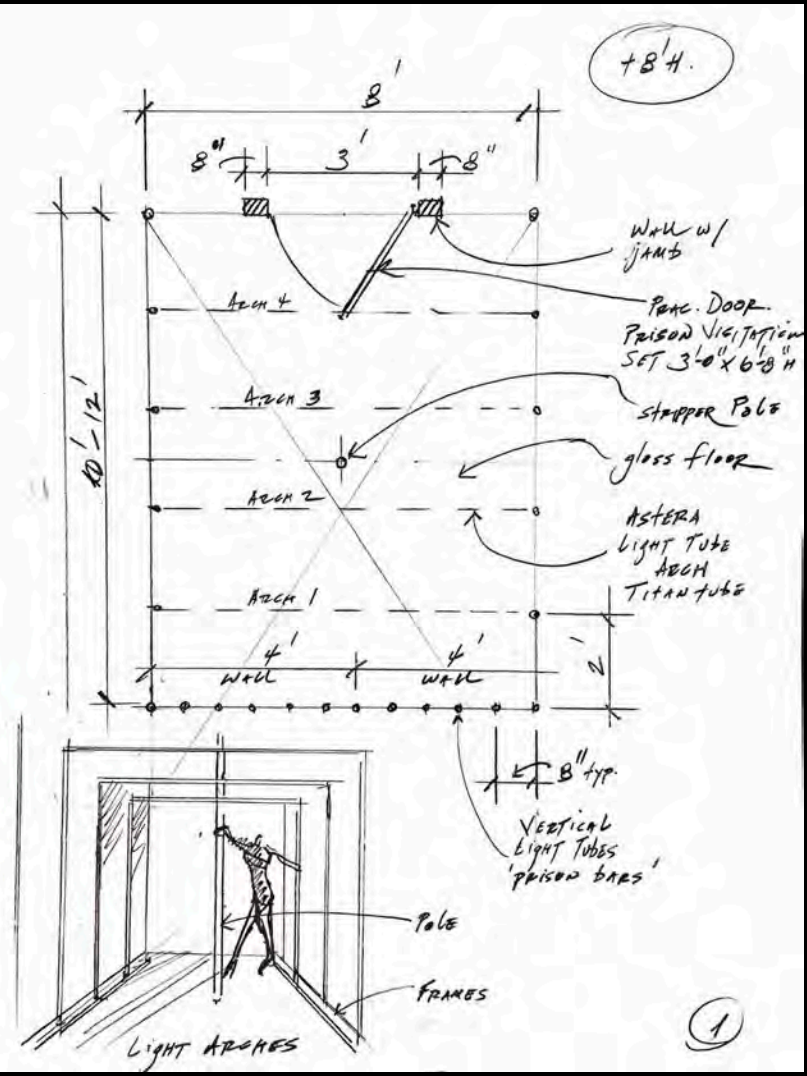 +8'H.
8'
8"
3'
8"
WALL W/
JAMB
PRAC. DOOR.
PRISON VISITATION
SET 3'-0" X 6'-8"H
STRIPPER POLE
gloss floor
ASTERA
LIGHT TUBE
ARCH
TITAN TUBE
ARCH 4
ARCH 3
ARCH 2
ARCH 1
10'-12'
4'
WALL
4'
WALL
2'
8" typ.
VERTICAL
LIGHT TUBES
'PRISON BARS'
POLE
FRAMES
LIGHT ARCHES
1